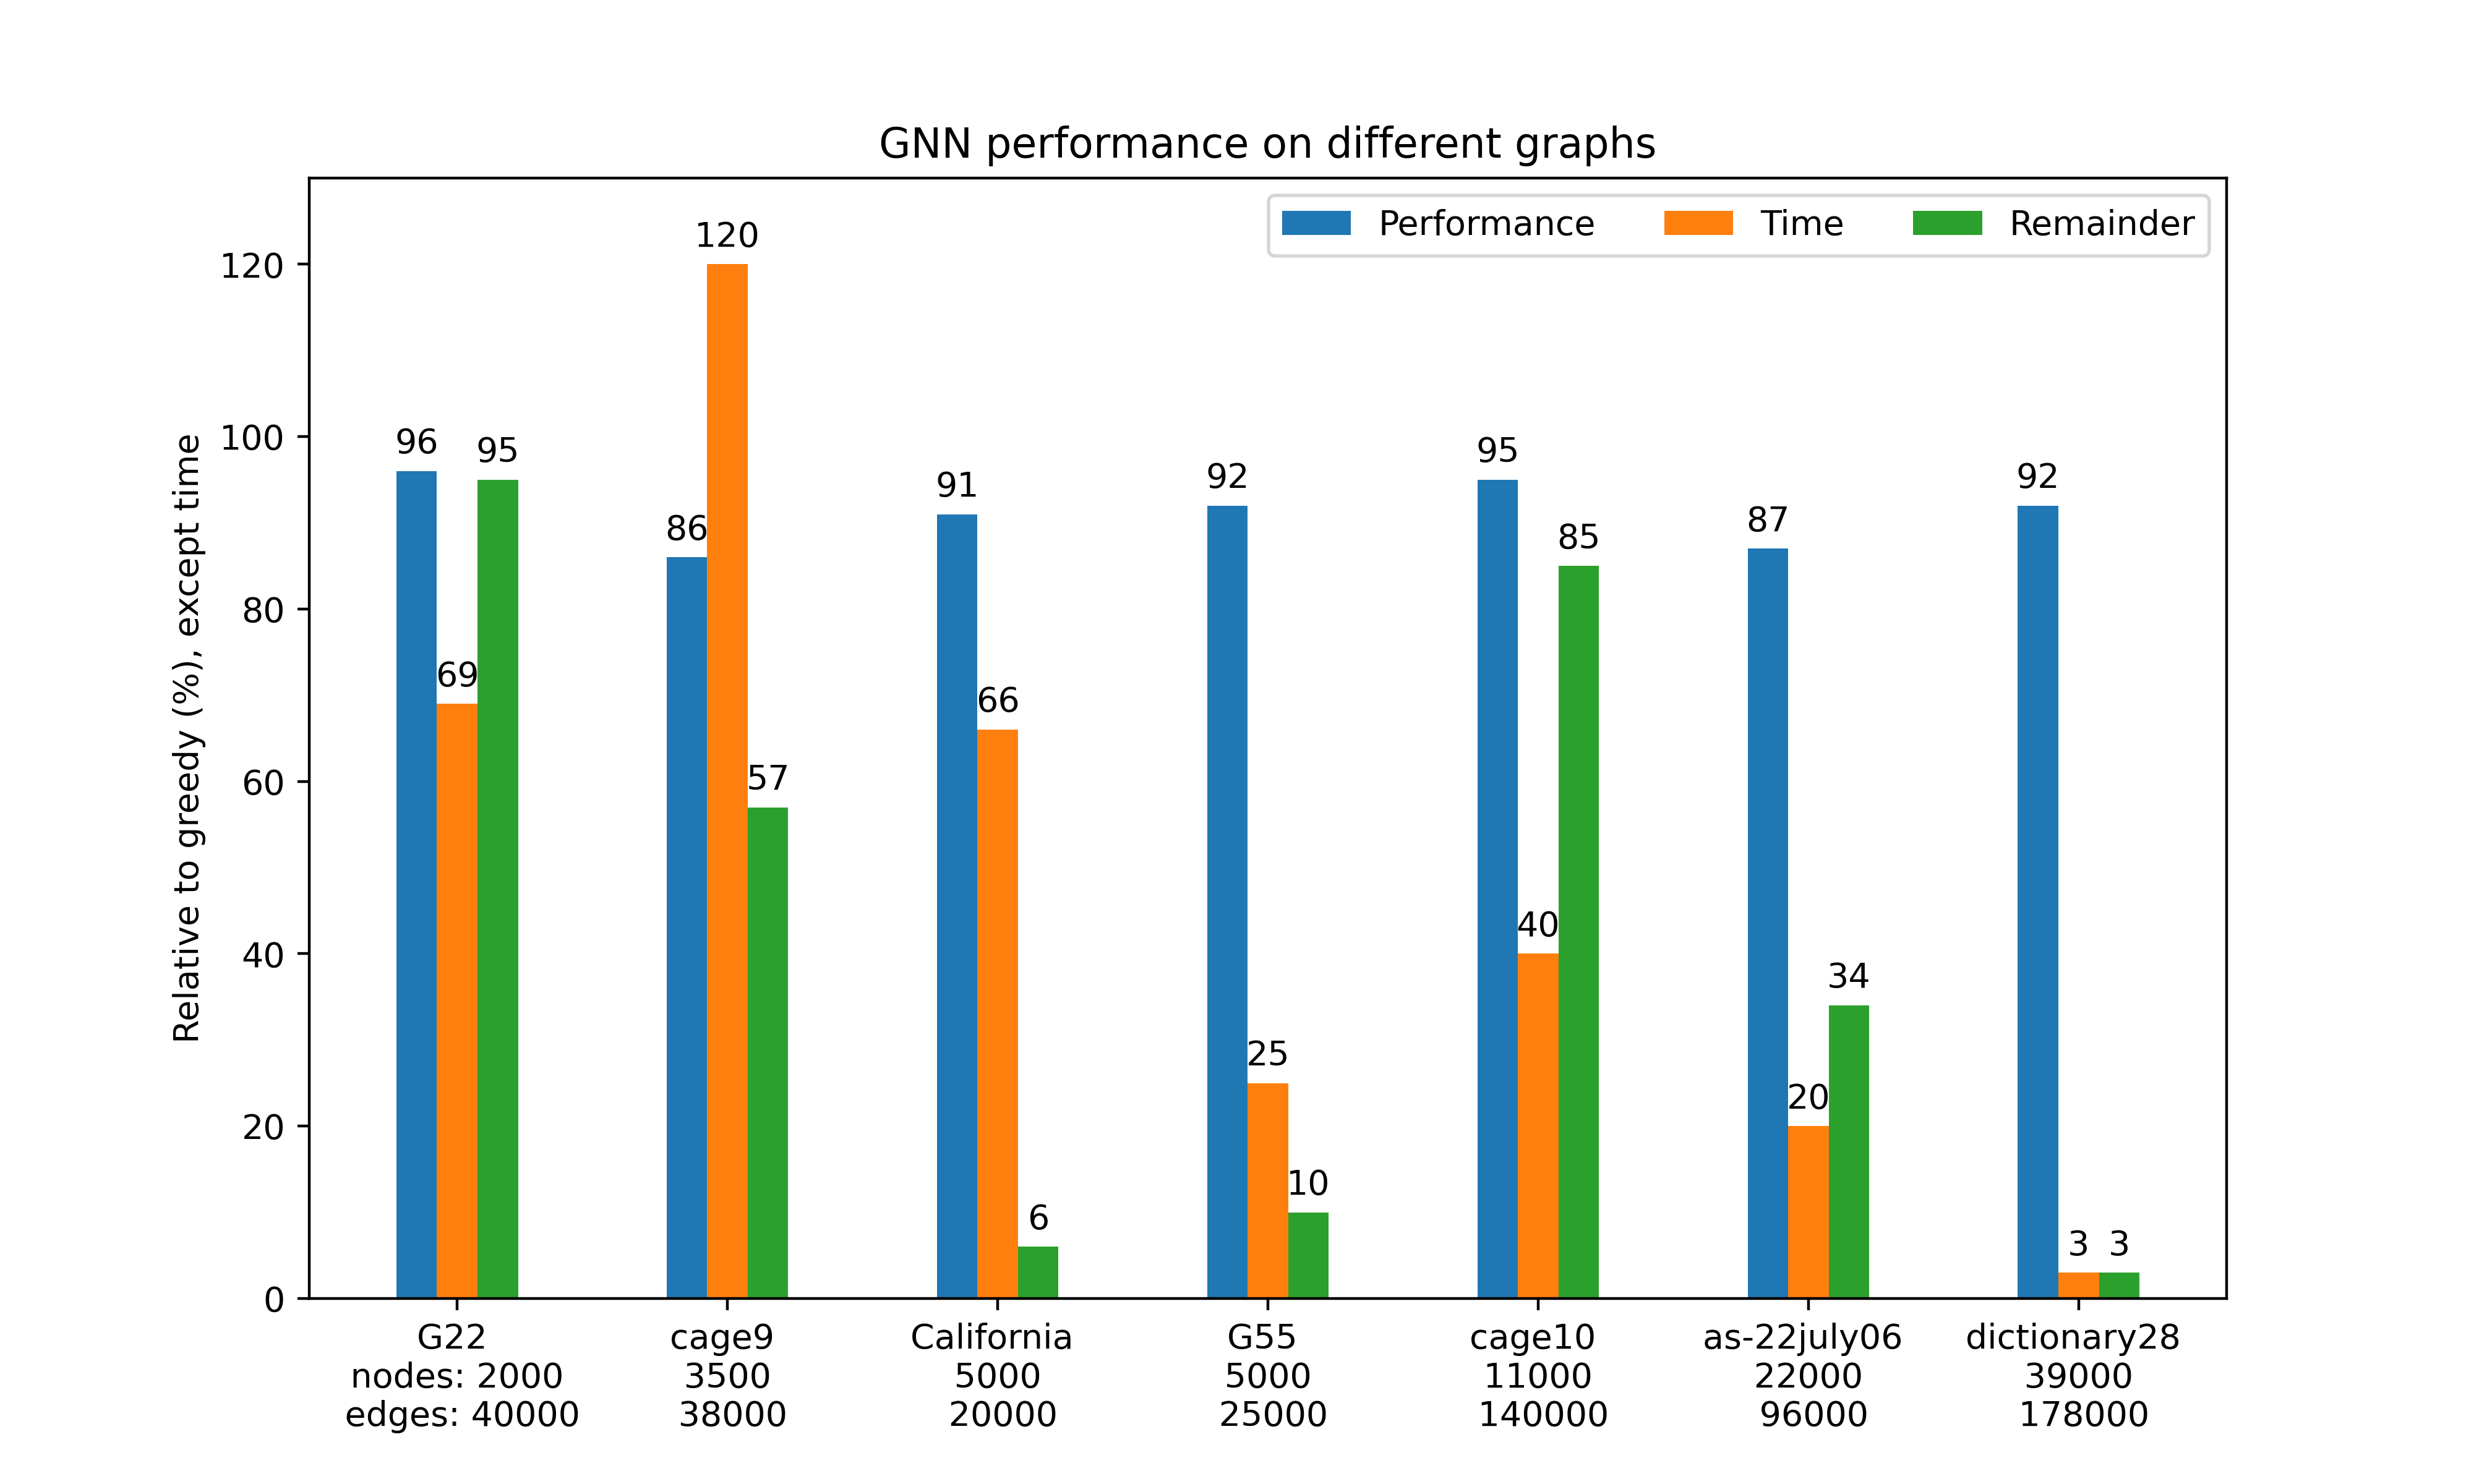 GNN performance on different graphs
Performance Time Remainder
Relative to greedy (%), except time
120
100
80
60
40
20
0
96 69 95
86 120 57
91 66 6
92 25 10
95 40 85
87 20 34
92 3 3
G22 cage9 California G55 cage10 as-22july06 dictionary28
nodes: 2000 3500 5000 5000 11000 22000 39000
edges: 40000 38000 20000 25000 140000 96000 178000